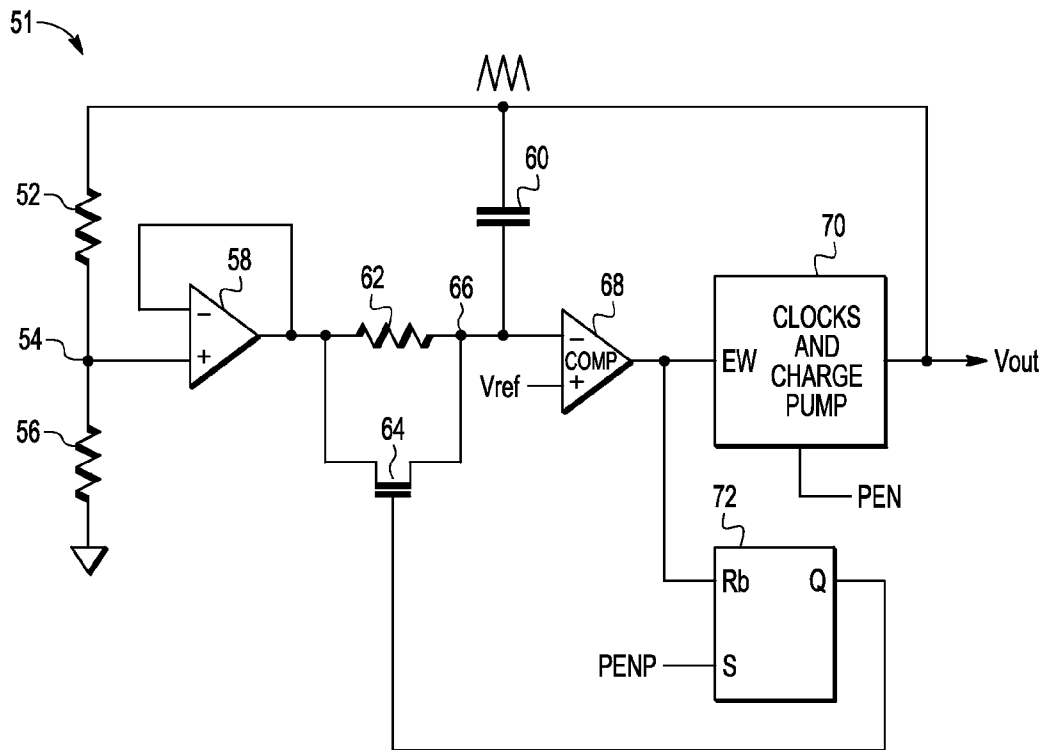 51
52
60
70
58
62
66
68
CLOCKS
AND
CHARGE
PUMP
EW
Vout
−
+
−
COMP
+
54
Vref
56
64
PEN
72
Rb
Q
PENP
S